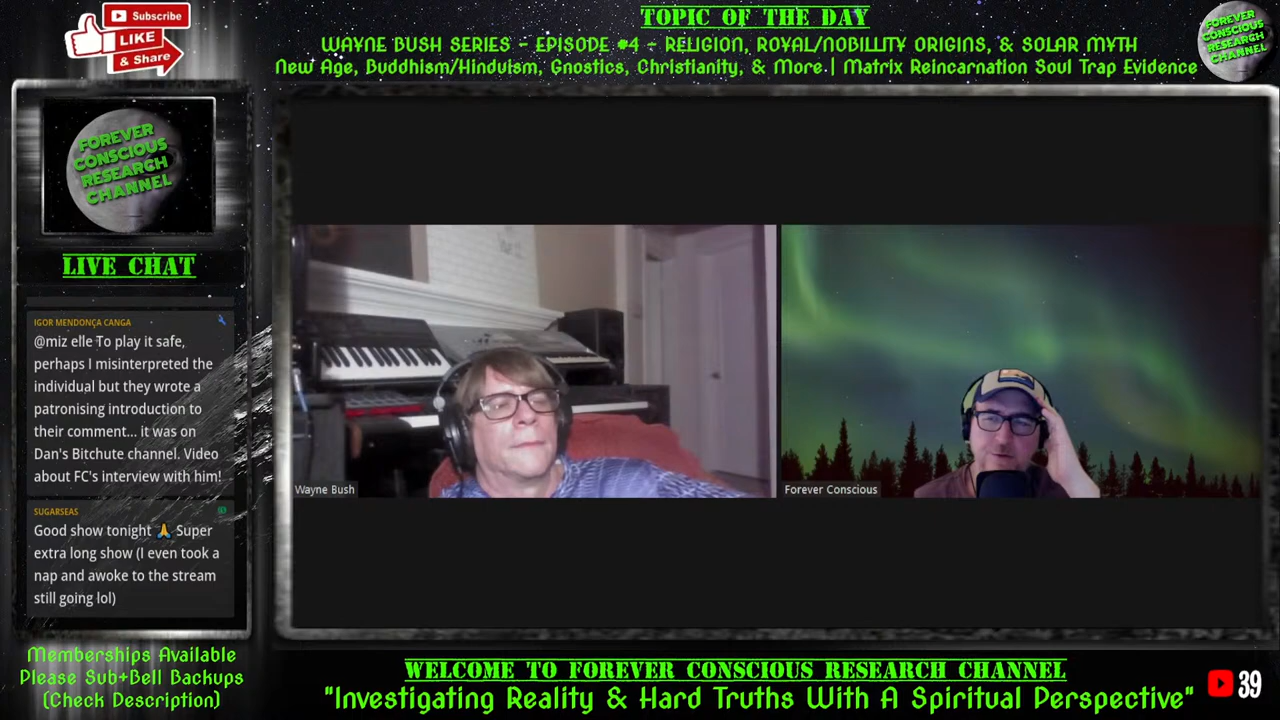 Subscribe
LIKE
& Share
TOPIC OF THE DAY
WAYNE BUSH SERIES - EPISODE #4 - RELIGION, ROYAL/NOBILLITY ORIGINS, & SOLAR MYTH
New Age, Buddhism/Hinduism, Gnostics, Christianity, & More | Matrix Reincarnation Soul Trap Evidence
FOREVER
CONSCIOUS
RESEARCH
CHANNEL
FOREVER
CONSCIOUS
RESEARCH
CHANNEL
LIVE CHAT
IGOR MENDONÇA CANGA
@miz elle To play it safe,
perhaps I misinterpreted the
individual but they wrote a
patronising introduction to
their comment... it was on
Dan's Bitchute channel. Video
about FC's interview with him!
SUGARSEAS
Good show tonight 🙏 Super
extra long show (I even took a
nap and awoke to the stream
still going lol)
Wayne Bush
Forever Conscious
Memberships Available
Please Sub+Bell Backups
(Check Description)
WELCOME TO FOREVER CONSCIOUS RESEARCH CHANNEL
"Investigating Reality & Hard Truths With A Spiritual Perspective"
39